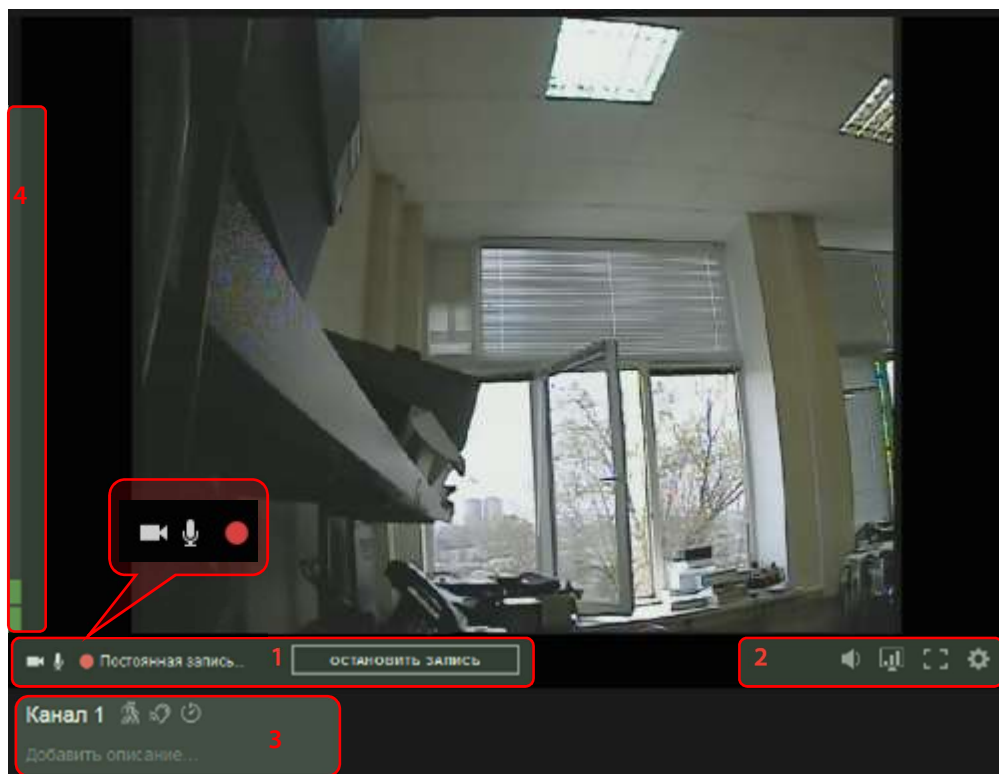 4
Постоянная запись...
1
ОСТАНОВИТЬ ЗАПИСЬ
2
Канал 1
3
Добавить описание...